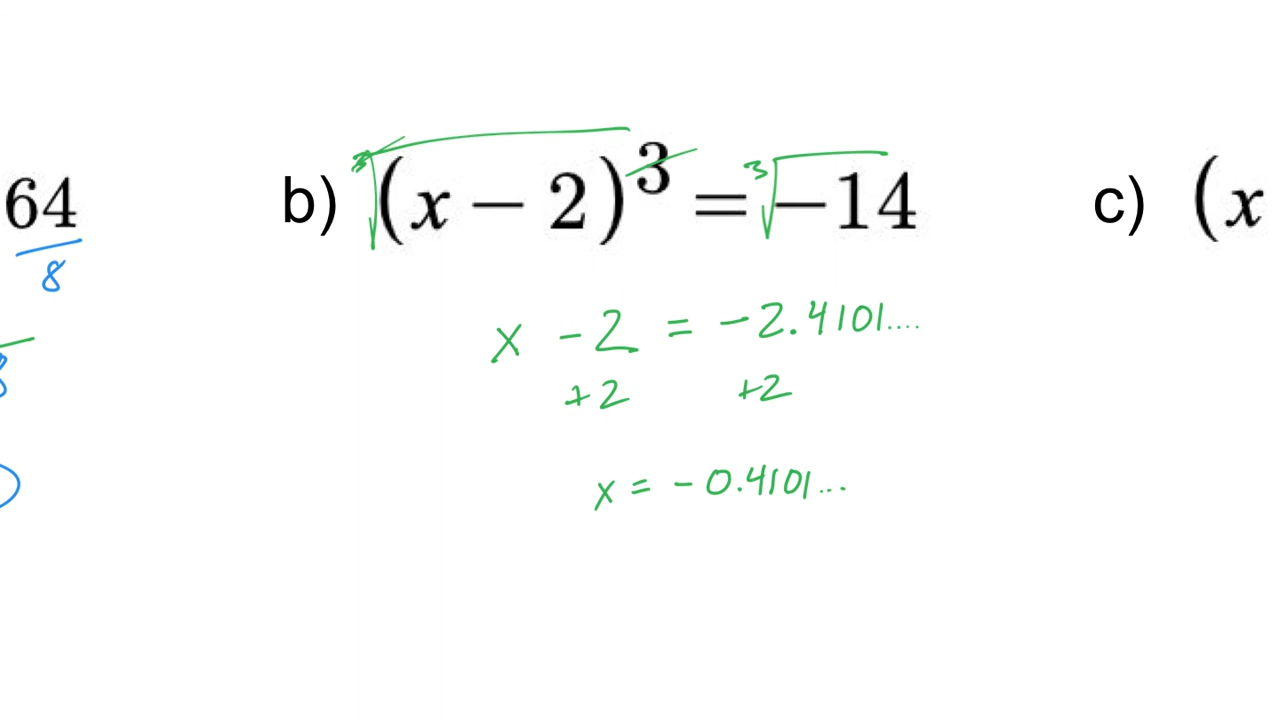 64 b) ∛(x − 2)³ = ∛−14 c) (x
8
x − 2 = −2.4101....
+2 +2
x = −0.4101...